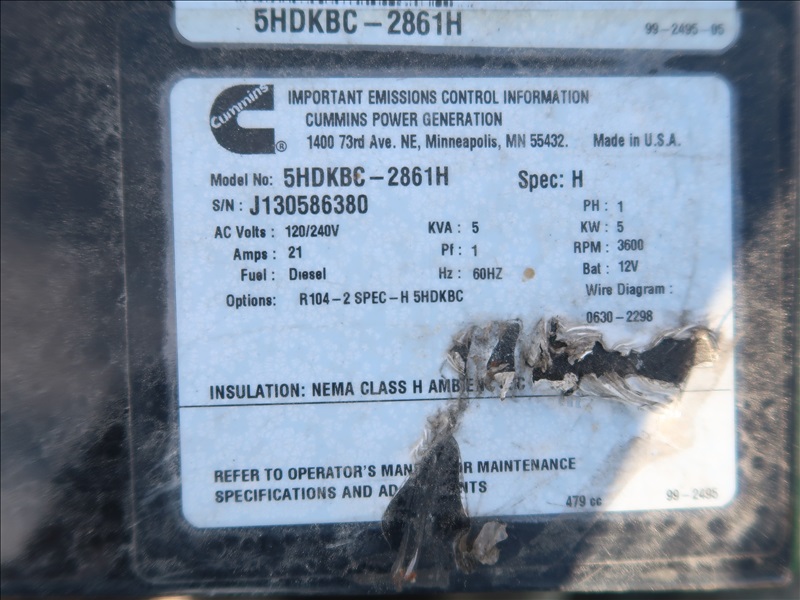 5HDKBC-2861H
99-2495-05
Cummins ®
IMPORTANT EMISSIONS CONTROL INFORMATION
CUMMINS POWER GENERATION
1400 73rd Ave. NE, Minneapolis, MN 55432. Made in U.S.A.
Model No: 5HDKBC-2861H Spec: H
S/N: J130586380 PH: 1
AC Volts: 120/240V KVA: 5 KW: 5
Amps: 21 Pf: 1 RPM: 3600
Fuel: Diesel Hz: 60HZ Bat: 12V
Wire Diagram:
Options: R104-2 SPEC-H 5HDKBC
0630-2298
INSULATION: NEMA CLASS H
REFER TO OPERATOR'S MAINTENANCE
SPECIFICATIONS AND
479 cc 99-2495